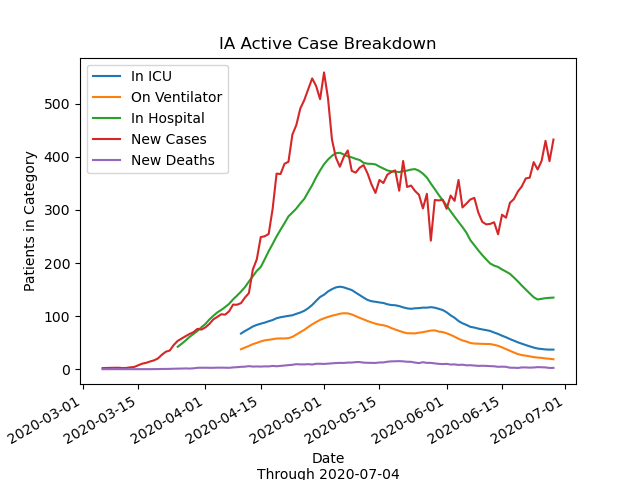 IA Active Case Breakdown
In ICU
On Ventilator
In Hospital
New Cases
New Deaths
Patients in Category
500
400
300
200
100
0
2020-03-01
2020-03-15
2020-04-01
2020-04-15
2020-05-01
2020-05-15
2020-06-01
2020-06-15
2020-07-01
Date
Through 2020-07-04